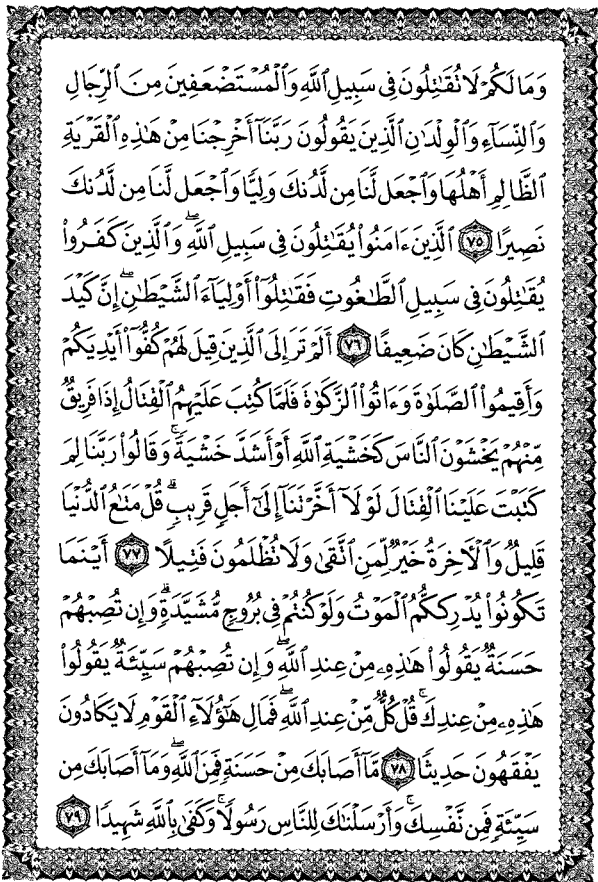 وَمَا لَكُمْ لَا تُقَٰتِلُونَ فِى سَبِيلِ ٱللَّهِ وَٱلْمُسْتَضْعَفِينَ مِنَ ٱلرِّجَالِ
وَٱلنِّسَآءِ وَٱلْوِلْدَٰنِ ٱلَّذِينَ يَقُولُونَ رَبَّنَآ أَخْرِجْنَا مِنْ هَٰذِهِ ٱلْقَرْيَةِ
ٱلظَّالِمِ أَهْلُهَا وَٱجْعَل لَّنَا مِن لَّدُنكَ وَلِيًّا وَٱجْعَل لَّنَا مِن لَّدُنكَ
نَصِيرًا ٧٥ ٱلَّذِينَ ءَامَنُوا۟ يُقَٰتِلُونَ فِى سَبِيلِ ٱللَّهِ ۖ وَٱلَّذِينَ كَفَرُوا۟
يُقَٰتِلُونَ فِى سَبِيلِ ٱلطَّٰغُوتِ فَقَٰتِلُوٓا۟ أَوْلِيَآءَ ٱلشَّيْطَٰنِ ۖ إِنَّ كَيْدَ
ٱلشَّيْطَٰنِ كَانَ ضَعِيفًا ٧٦ أَلَمْ تَرَ إِلَى ٱلَّذِينَ قِيلَ لَهُمْ كُفُّوٓا۟ أَيْدِيَكُمْ
وَأَقِيمُوا۟ ٱلصَّلَوٰةَ وَءَاتُوا۟ ٱلزَّكَوٰةَ فَلَمَّا كُتِبَ عَلَيْهِمُ ٱلْقِتَالُ إِذَا فَرِيقٌ
مِّنْهُمْ يَخْشَوْنَ ٱلنَّاسَ كَخَشْيَةِ ٱللَّهِ أَوْ أَشَدَّ خَشْيَةً ۚ وَقَالُوا۟ رَبَّنَا لِمَ
كَتَبْتَ عَلَيْنَا ٱلْقِتَالَ لَوْلَآ أَخَّرْتَنَآ إِلَىٰٓ أَجَلٍ قَرِيبٍ ۗ قُلْ مَتَٰعُ ٱلدُّنْيَا
قَلِيلٌ وَٱلْءَاخِرَةُ خَيْرٌ لِّمَنِ ٱتَّقَىٰ وَلَا تُظْلَمُونَ فَتِيلًا ٧٧ أَيْنَمَا
تَكُونُوا۟ يُدْرِككُّمُ ٱلْمَوْتُ وَلَوْ كُنتُمْ فِى بُرُوجٍ مُّشَيَّدَةٍ ۗ وَإِن تُصِبْهُمْ
حَسَنَةٌ يَقُولُوا۟ هَٰذِهِۦ مِنْ عِندِ ٱللَّهِ ۖ وَإِن تُصِبْهُمْ سَيِّئَةٌ يَقُولُوا۟
هَٰذِهِۦ مِنْ عِندِكَ ۚ قُلْ كُلٌّ مِّنْ عِندِ ٱللَّهِ ۖ فَمَالِ هَٰٓؤُلَآءِ ٱلْقَوْمِ لَا يَكَادُونَ
يَفْقَهُونَ حَدِيثًا ٧٨ مَّآ أَصَابَكَ مِنْ حَسَنَةٍ فَمِنَ ٱللَّهِ ۖ وَمَآ أَصَابَكَ مِن
سَيِّئَةٍ فَمِن نَّفْسِكَ ۚ وَأَرْسَلْنَٰكَ لِلنَّاسِ رَسُولًا ۚ وَكَفَىٰ بِٱللَّهِ شَهِيدًا ٧٩